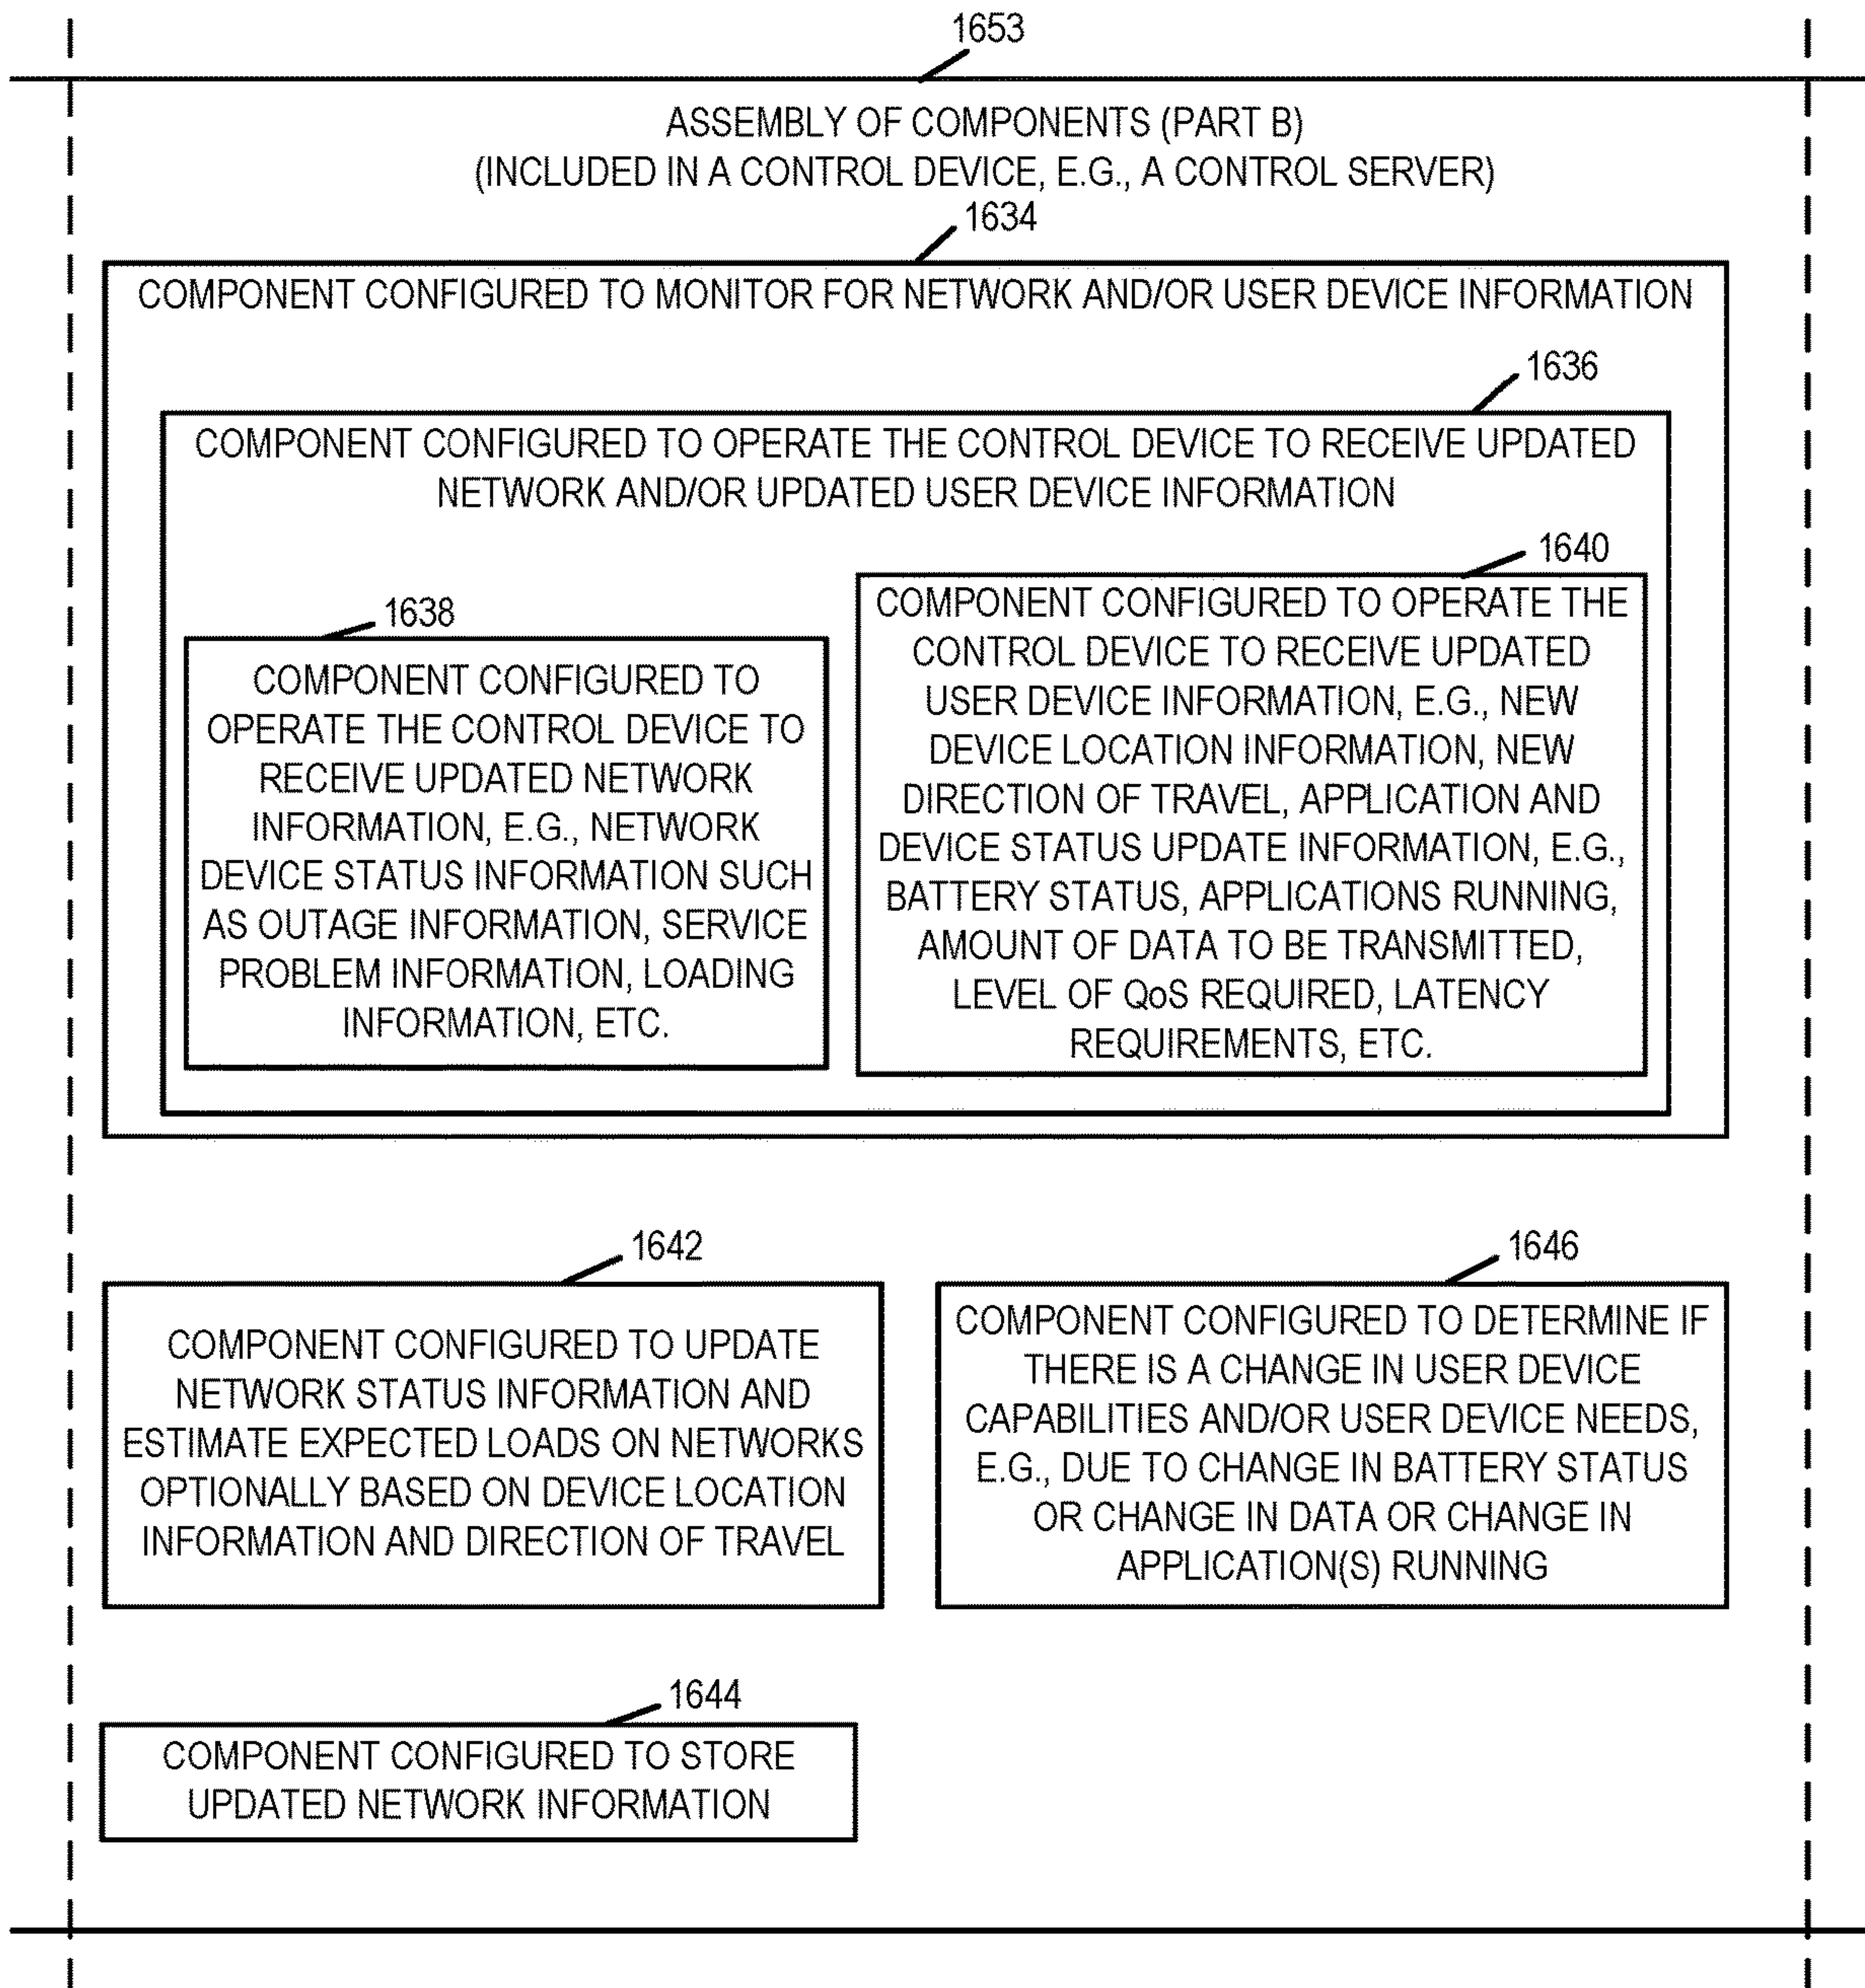 1653
ASSEMBLY OF COMPONENTS (PART B)
(INCLUDED IN A CONTROL DEVICE, E.G., A CONTROL SERVER)
1634
COMPONENT CONFIGURED TO MONITOR FOR NETWORK AND/OR USER DEVICE INFORMATION
1636
COMPONENT CONFIGURED TO OPERATE THE CONTROL DEVICE TO RECEIVE UPDATED
NETWORK AND/OR UPDATED USER DEVICE INFORMATION
1638
COMPONENT CONFIGURED TO
OPERATE THE CONTROL DEVICE TO
RECEIVE UPDATED NETWORK
INFORMATION, E.G., NETWORK
DEVICE STATUS INFORMATION SUCH
AS OUTAGE INFORMATION, SERVICE
PROBLEM INFORMATION, LOADING
INFORMATION, ETC.
1640
COMPONENT CONFIGURED TO OPERATE THE
CONTROL DEVICE TO RECEIVE UPDATED
USER DEVICE INFORMATION, E.G., NEW
DEVICE LOCATION INFORMATION, NEW
DIRECTION OF TRAVEL, APPLICATION AND
DEVICE STATUS UPDATE INFORMATION, E.G.,
BATTERY STATUS, APPLICATIONS RUNNING,
AMOUNT OF DATA TO BE TRANSMITTED,
LEVEL OF QoS REQUIRED, LATENCY
REQUIREMENTS, ETC.
1642
COMPONENT CONFIGURED TO UPDATE
NETWORK STATUS INFORMATION AND
ESTIMATE EXPECTED LOADS ON NETWORKS
OPTIONALLY BASED ON DEVICE LOCATION
INFORMATION AND DIRECTION OF TRAVEL
1646
COMPONENT CONFIGURED TO DETERMINE IF
THERE IS A CHANGE IN USER DEVICE
CAPABILITIES AND/OR USER DEVICE NEEDS,
E.G., DUE TO CHANGE IN BATTERY STATUS
OR CHANGE IN DATA OR CHANGE IN
APPLICATION(S) RUNNING
1644
COMPONENT CONFIGURED TO STORE
UPDATED NETWORK INFORMATION